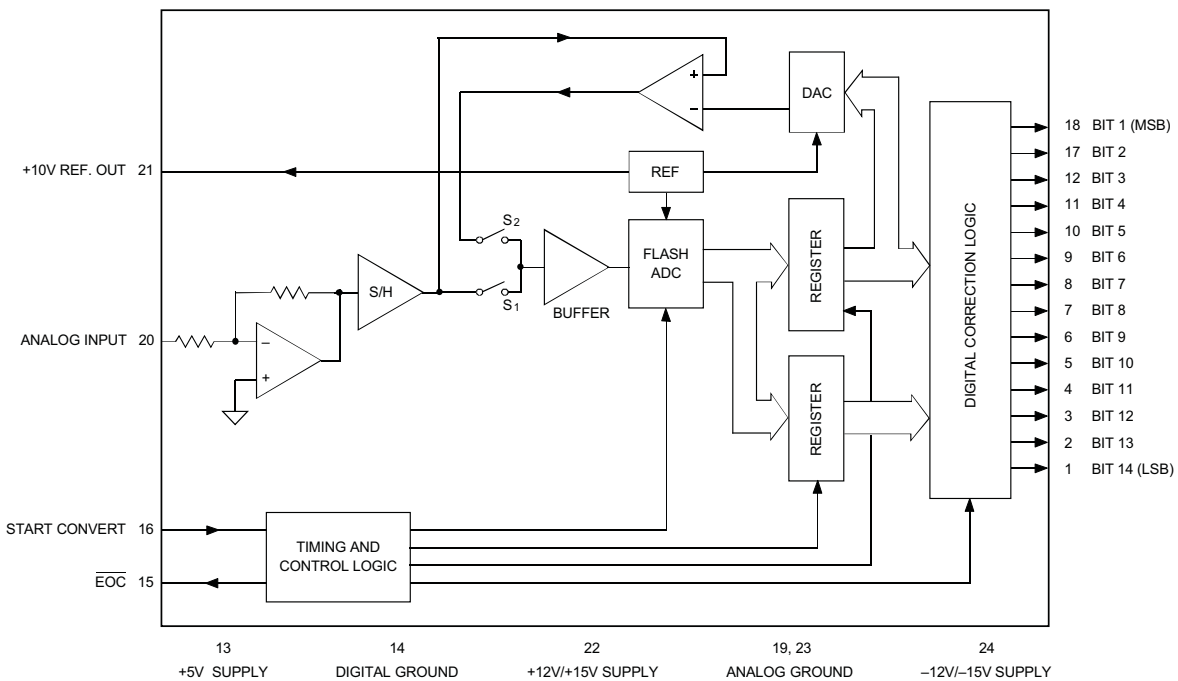 DAC
+
–
18 BIT 1 (MSB)
17 BIT 2
12 BIT 3
11 BIT 4
10 BIT 5
9 BIT 6
8 BIT 7
7 BIT 8
6 BIT 9
5 BIT 10
4 BIT 11
3 BIT 12
2 BIT 13
1 BIT 14 (LSB)
DIGITAL CORRECTION LOGIC
+10V REF. OUT 21
REF
S2
S1
FLASH
ADC
REGISTER
S/H
BUFFER
ANALOG INPUT 20
–
+
REGISTER
START CONVERT 16
TIMING AND
CONTROL LOGIC
EOC 15
13
+5V SUPPLY
14
DIGITAL GROUND
22
+12V/+15V SUPPLY
19, 23
ANALOG GROUND
24
–12V/–15V SUPPLY